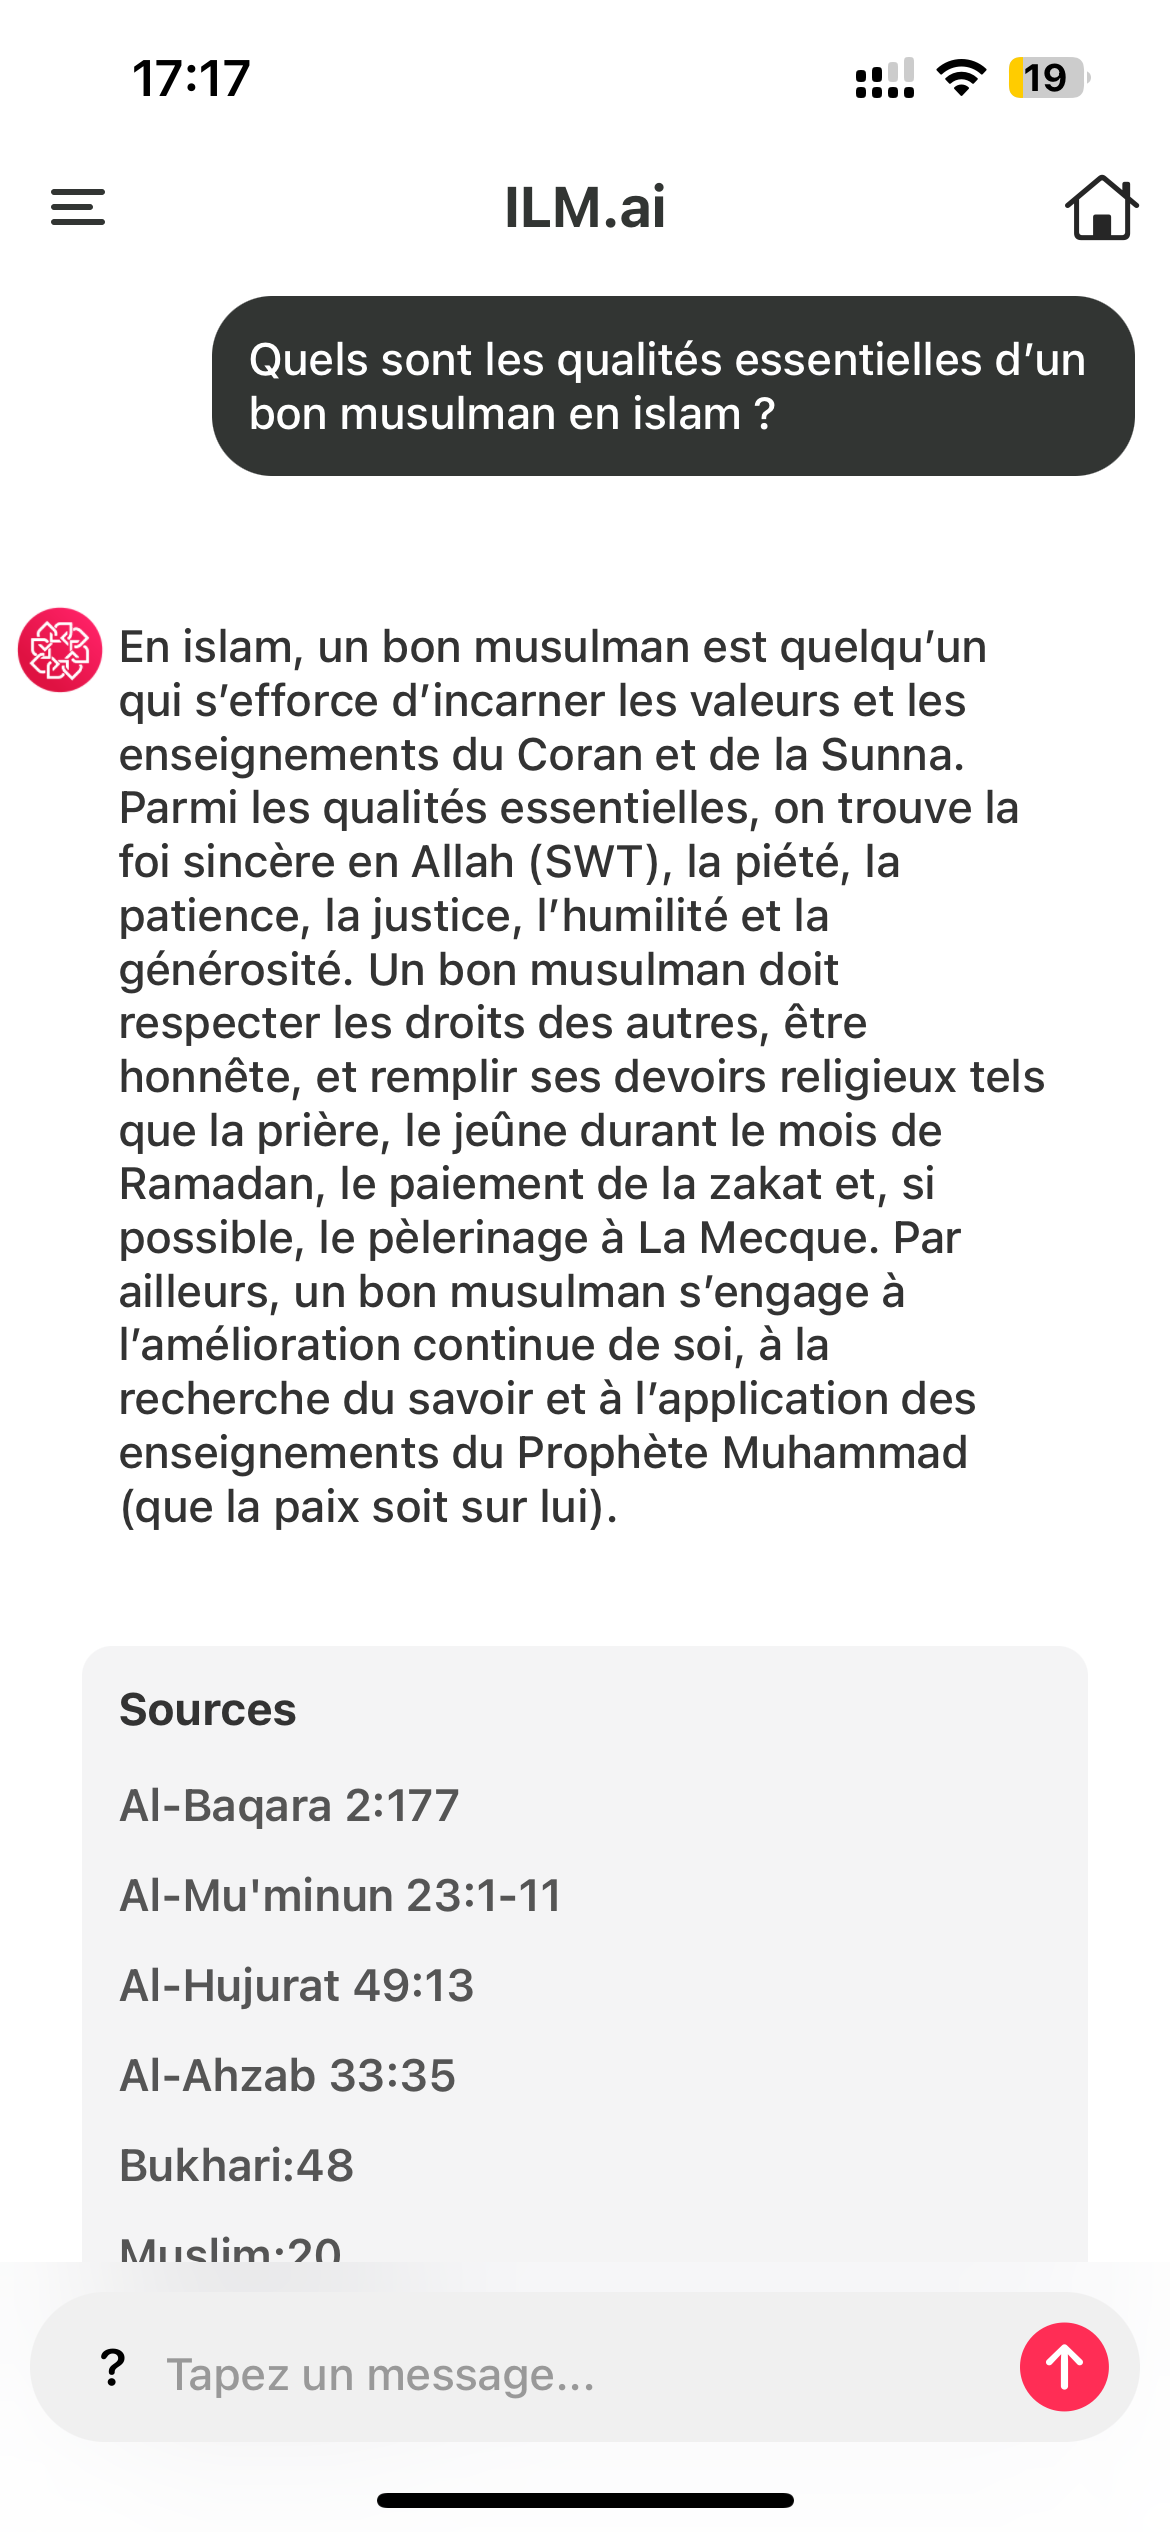 17:17
19
ILM.ai
Quels sont les qualités essentielles d’un
bon musulman en islam ?
En islam, un bon musulman est quelqu’un
qui s’efforce d’incarner les valeurs et les
enseignements du Coran et de la Sunna.
Parmi les qualités essentielles, on trouve la
foi sincère en Allah (SWT), la piété, la
patience, la justice, l’humilité et la
générosité. Un bon musulman doit
respecter les droits des autres, être
honnête, et remplir ses devoirs religieux tels
que la prière, le jeûne durant le mois de
Ramadan, le paiement de la zakat et, si
possible, le pèlerinage à La Mecque. Par
ailleurs, un bon musulman s’engage à
l’amélioration continue de soi, à la
recherche du savoir et à l’application des
enseignements du Prophète Muhammad
(que la paix soit sur lui).
Sources
Al-Baqara 2:177
Al-Mu'minun 23:1-11
Al-Hujurat 49:13
Al-Ahzab 33:35
Bukhari:48
Muslim:20
? Tapez un message...